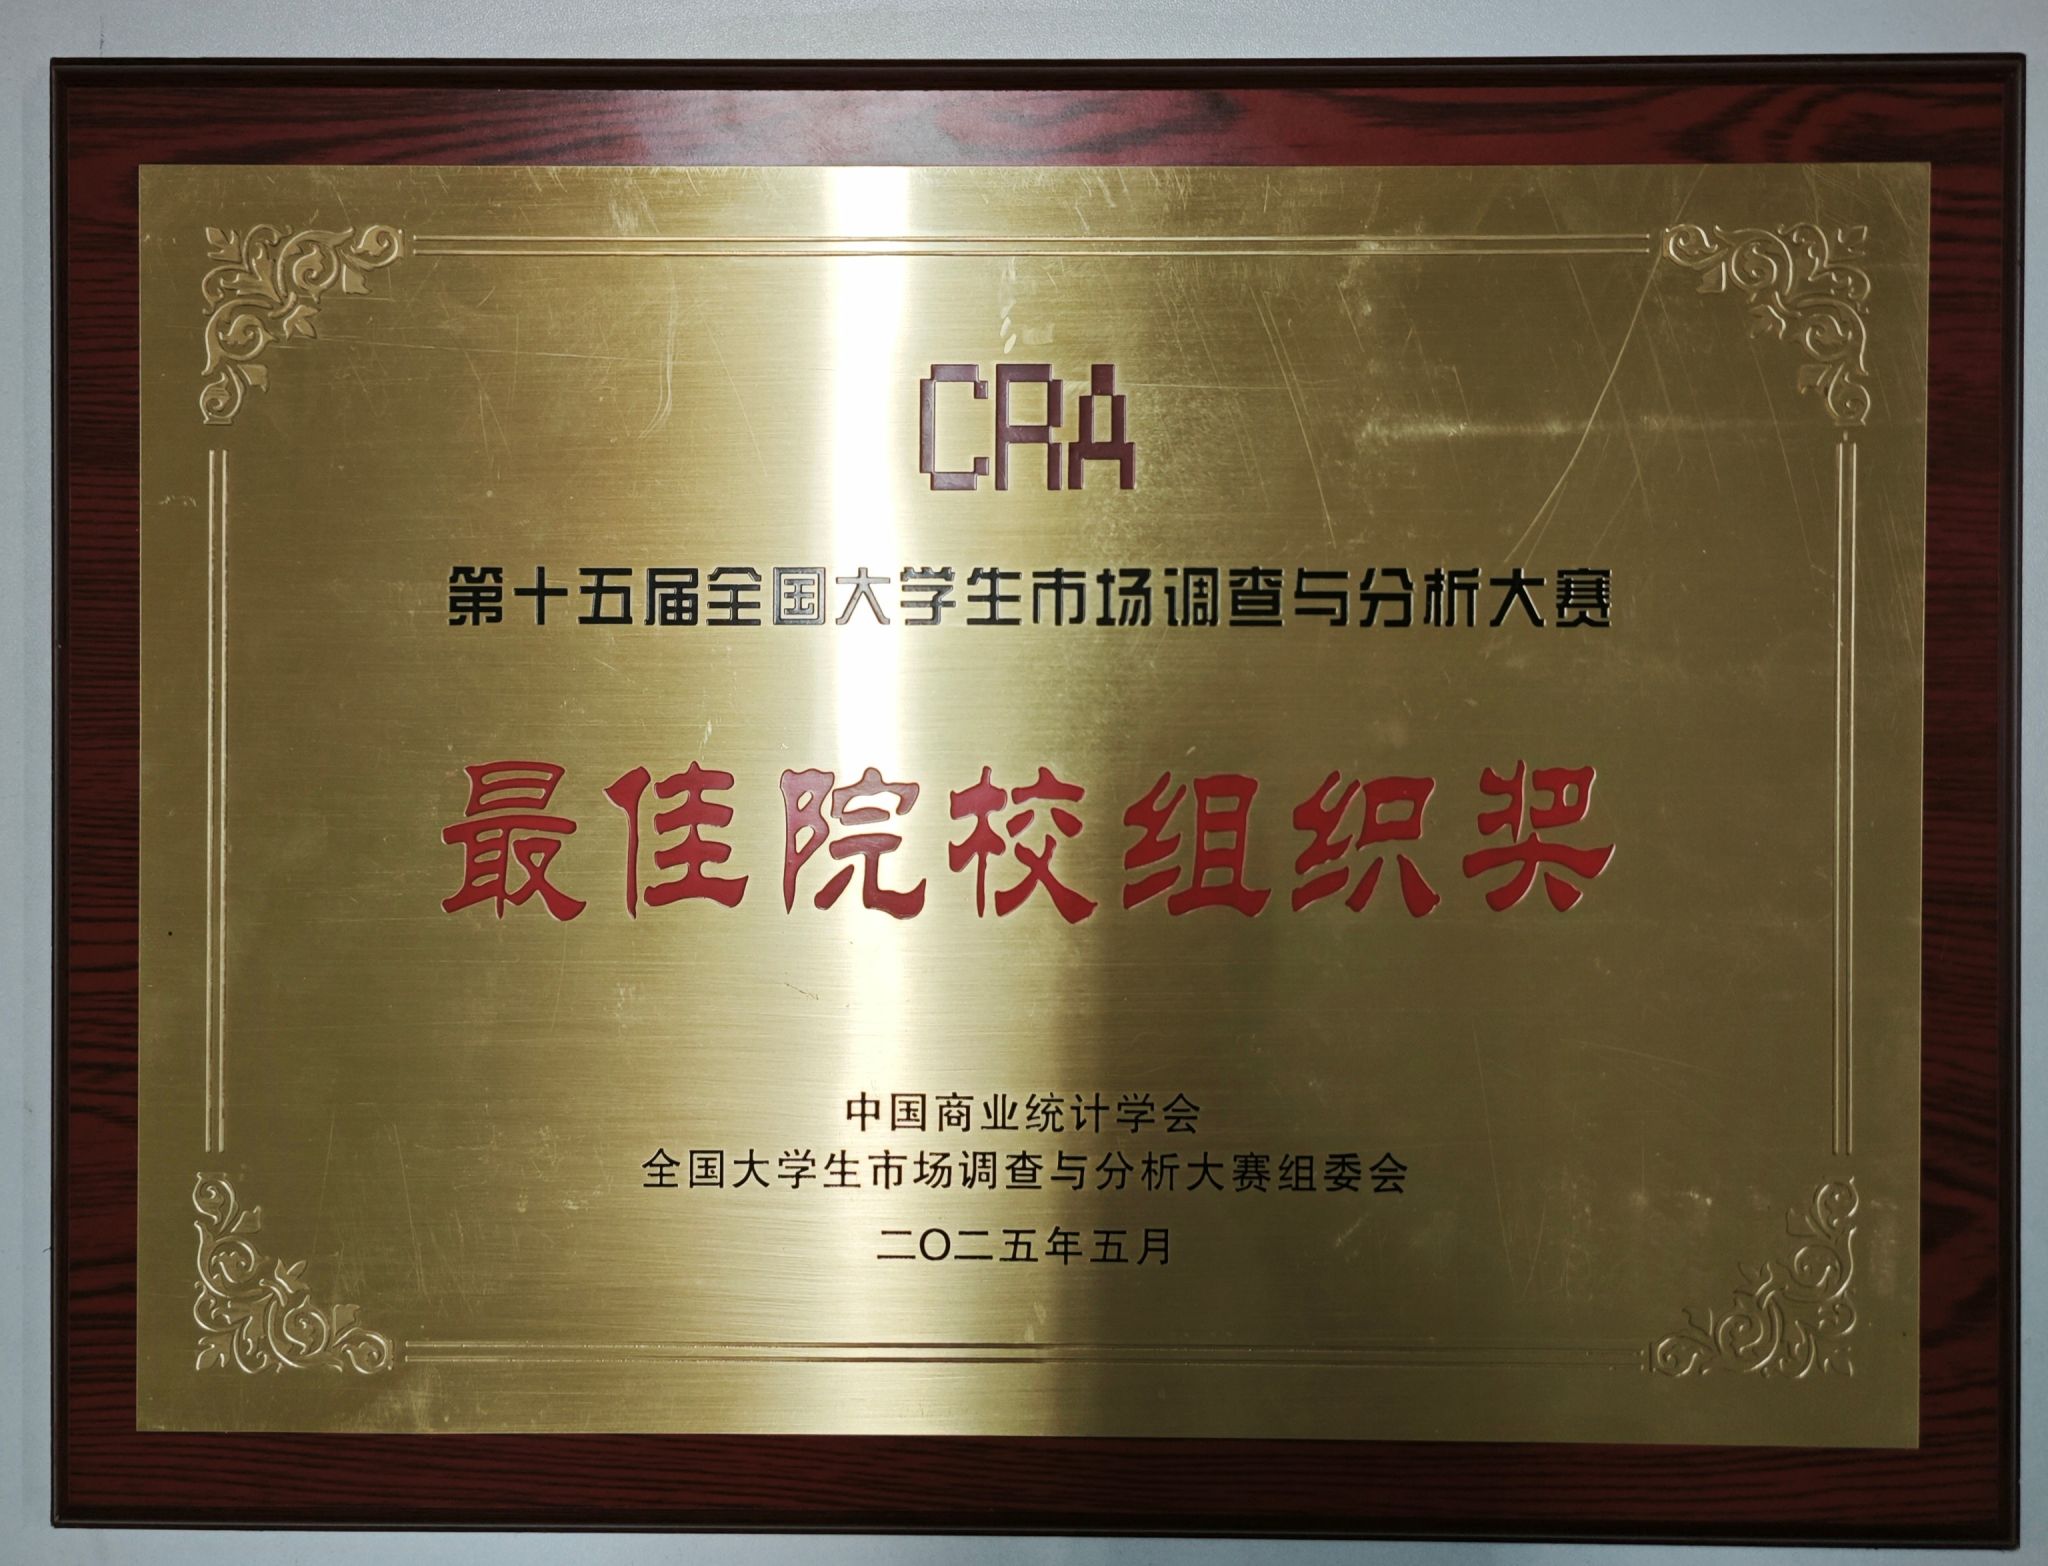 CRA
第十五届全国大学生市场调查与分析大赛
最佳院校组织奖
中国商业统计学会
全国大学生市场调查与分析大赛组委会
二〇二五年五月